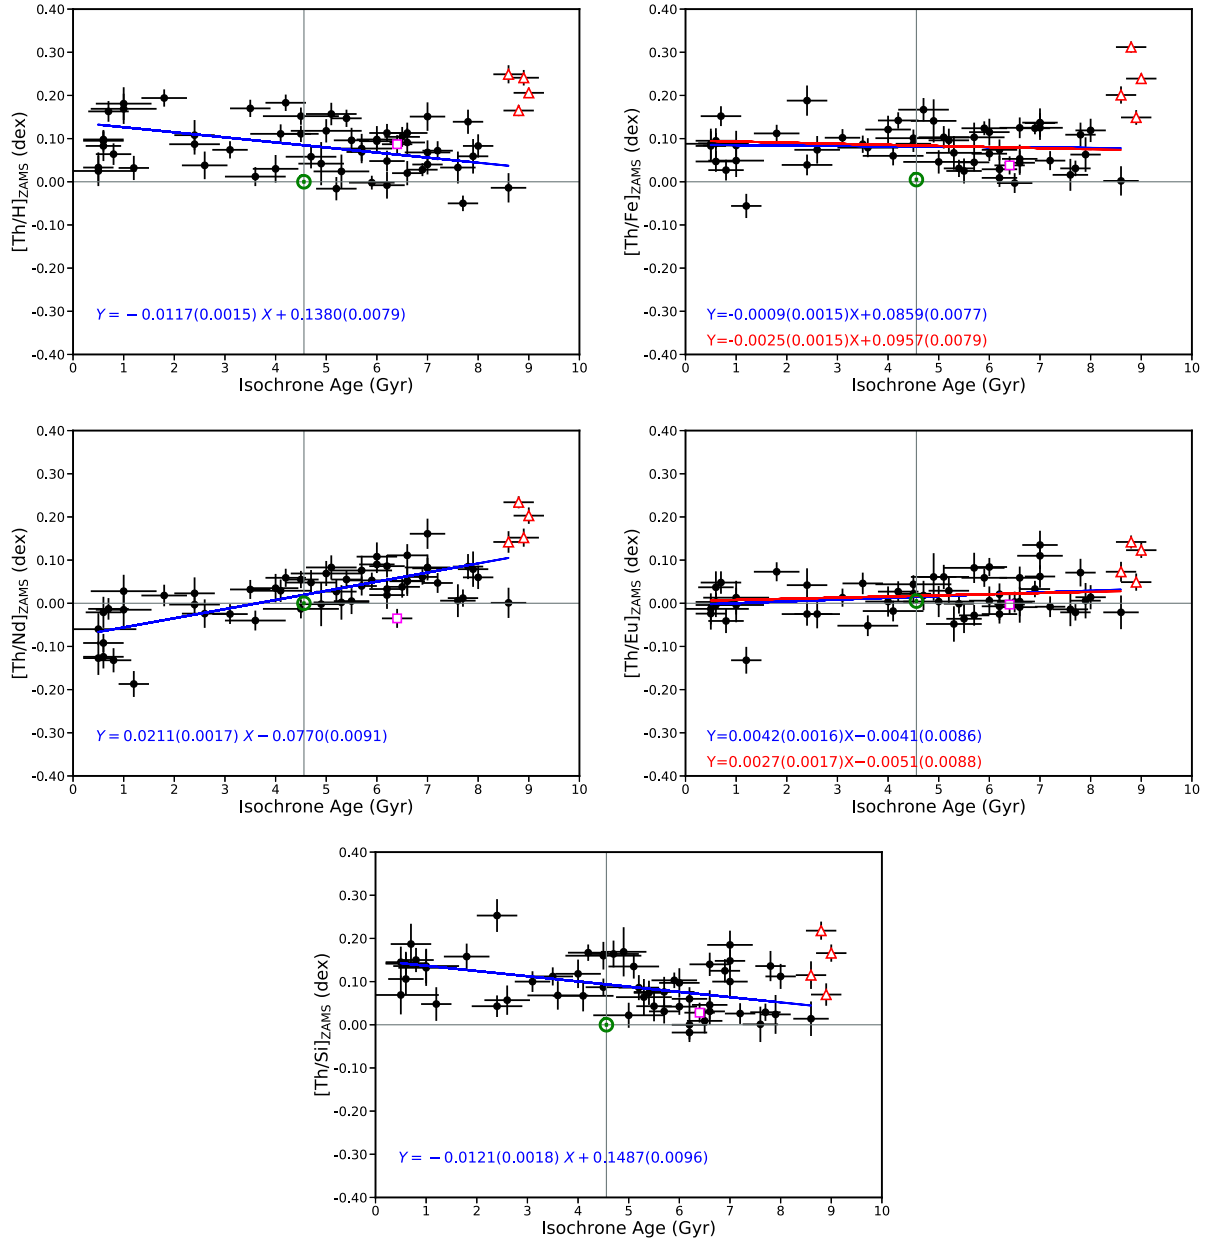 0.40
0.30
0.20
0.10
0.00
0.10
0.20
−0.30
-0.40
[Th/H]ZAMS (dex)
Y = − 0.0117(0.0015) X + 0.1380(0.0079)
0 1 2 3 4 5 6 7 8 9 10
Isochrone Age (Gyr)
0.40
0.30
0.20
0.10
0.00
0.10
0.20
−0.30
-0.40
[Th/Fe]ZAMS (dex)
Y=-0.0009(0.0015)X+0.0859(0.0077)
Y=-0.0025(0.0015)X+0.0957(0.0079)
0 1 2 3 4 5 6 7 8 9 10
Isochrone Age (Gyr)
0.40
0.30
0.20
0.10
0.00
−0.10
−0.20
−0.30
−0.40
[Th/Nd]ZAMS (dex)
Y = 0.0211(0.0017) X − 0.0770(0.0091)
0 1 2 3 4 5 6 7 8 9 10
Isochrone Age (Gyr)
0.40
0.30
0.20
0.10
0.00
−0.10
−0.20
−0.30
−0.40
[Th/Eu]ZAMS (dex)
Y=0.0042(0.0016)X−0.0041(0.0086)
Y=0.0027(0.0017)X−0.0051(0.0088)
0 1 2 3 4 5 6 7 8 9 10
Isochrone Age (Gyr)
0.40
0.30
0.20
0.10
0.00
−0.10
−0.20
−0.30
−0.40
[Th/Si]ZAMS (dex)
Y = − 0.0121(0.0018) X + 0.1487(0.0096)
0 1 2 3 4 5 6 7 8 9 10
Isochrone Age (Gyr)